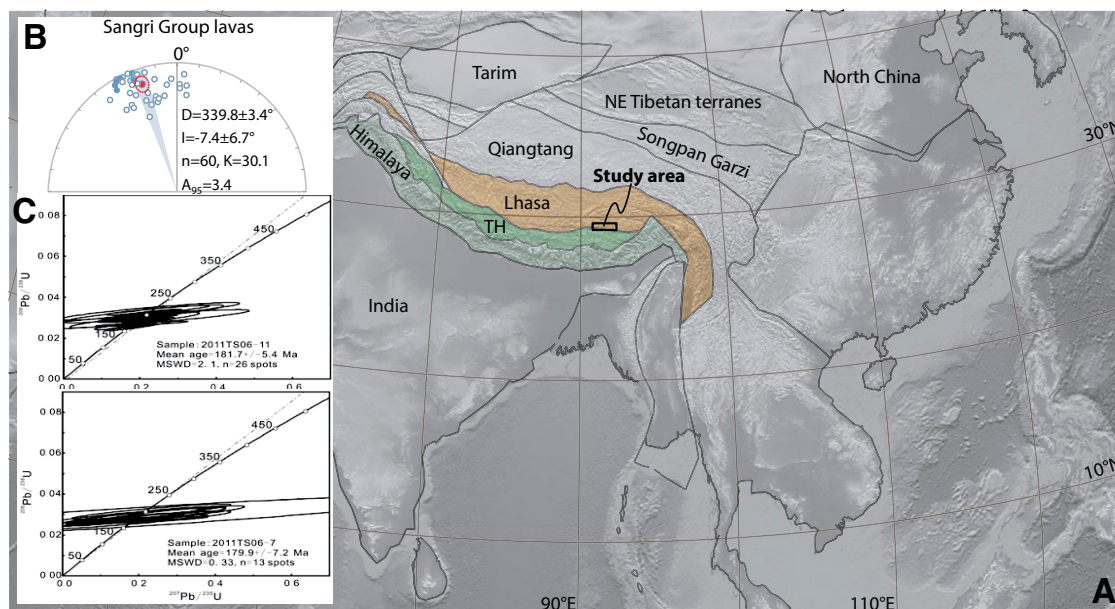 B
Sangri Group lavas
0°
D=339.8±3.4°
I=-7.4±6.7°
n=60, K=30.1
A95=3.4
C
0 08
0 06
0 04
0 02
0 00
206Pb/238U
450
350
250
150
50
Sample: 2011TS06-11
Mean age=181.7+/-5.4 Ma
MSWD=2. 1, n=26 spots
0 0
0 2
0 4
0 6
0 08
0 06
0 04
0 02
0 00
206Pb/238U
450
350
250
150
50
Sample: 2011TS06-7
Mean age=179.9+/-7.2 Ma
MSWD=0. 33, n=13 spots
0 0
0 2
0 4
0 6
207Pb/235U
Tarim
North China
NE Tibetan terranes
30°N
Songpan Garzi
Himalaya
Qiangtang
Study area
Lhasa
TH
India
10°N
90°E
110°E
A